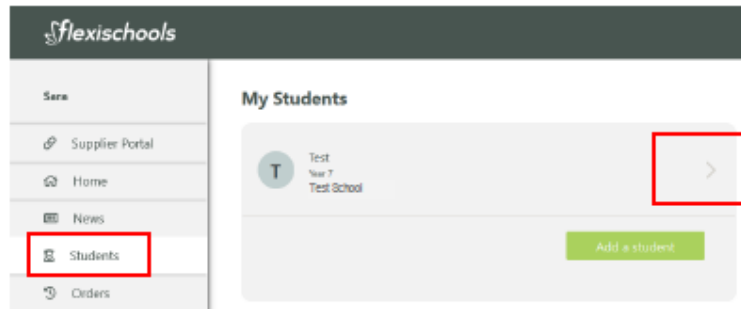 flexischools
Sara
Supplier Portal
Home
News
Students
Orders
My Students
T
Test
Year 7
Test School
Add a student